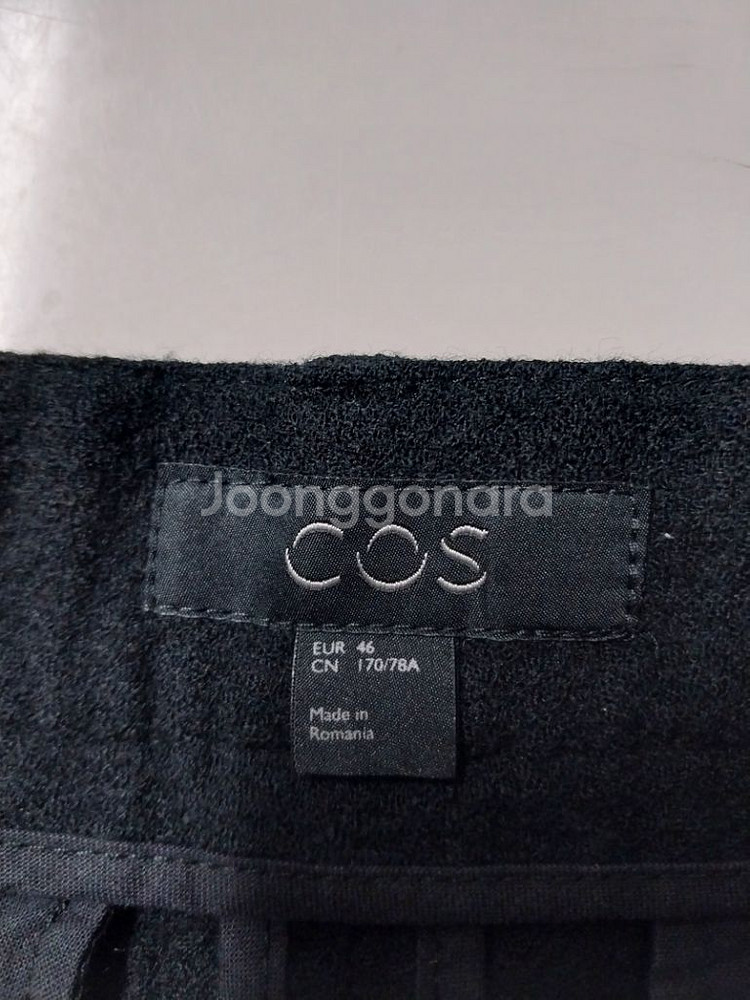 Joonggonara
COS
EUR 46
CN 170/78A
Made in
Romania